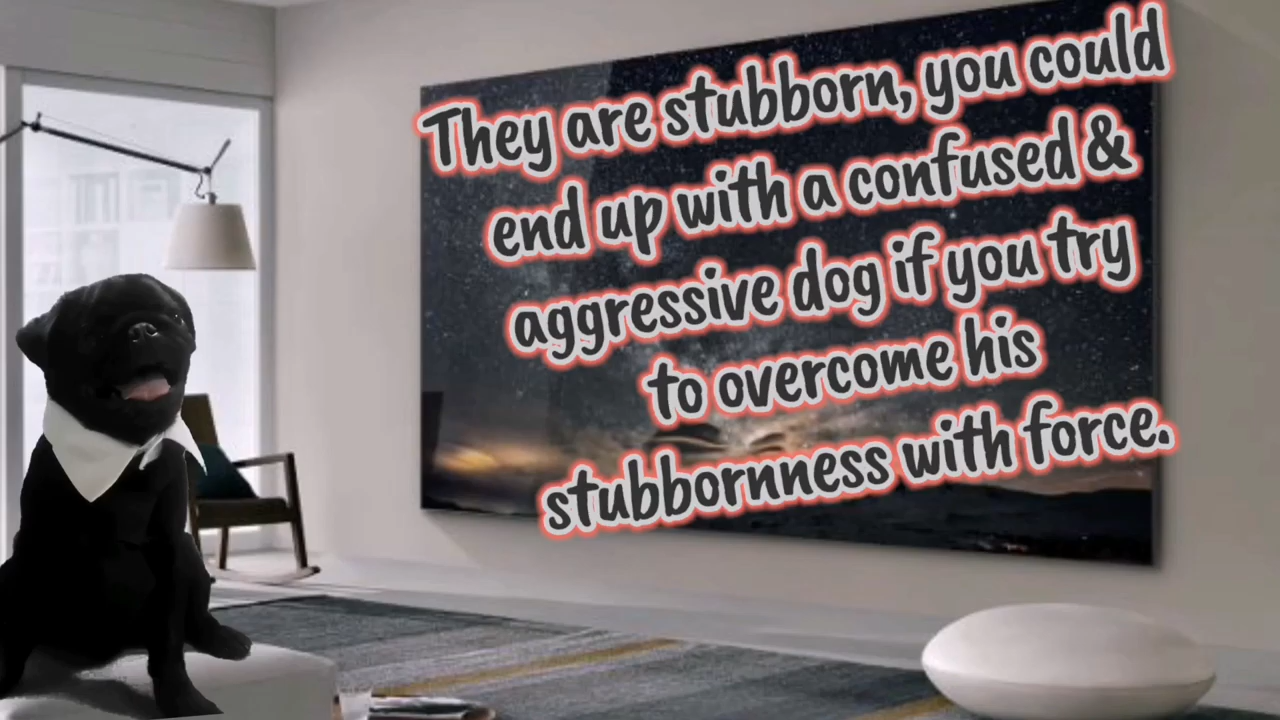 They are stubborn, you could
end up with a confused &
aggressive dog if you try
to overcome his
stubbornness with force.